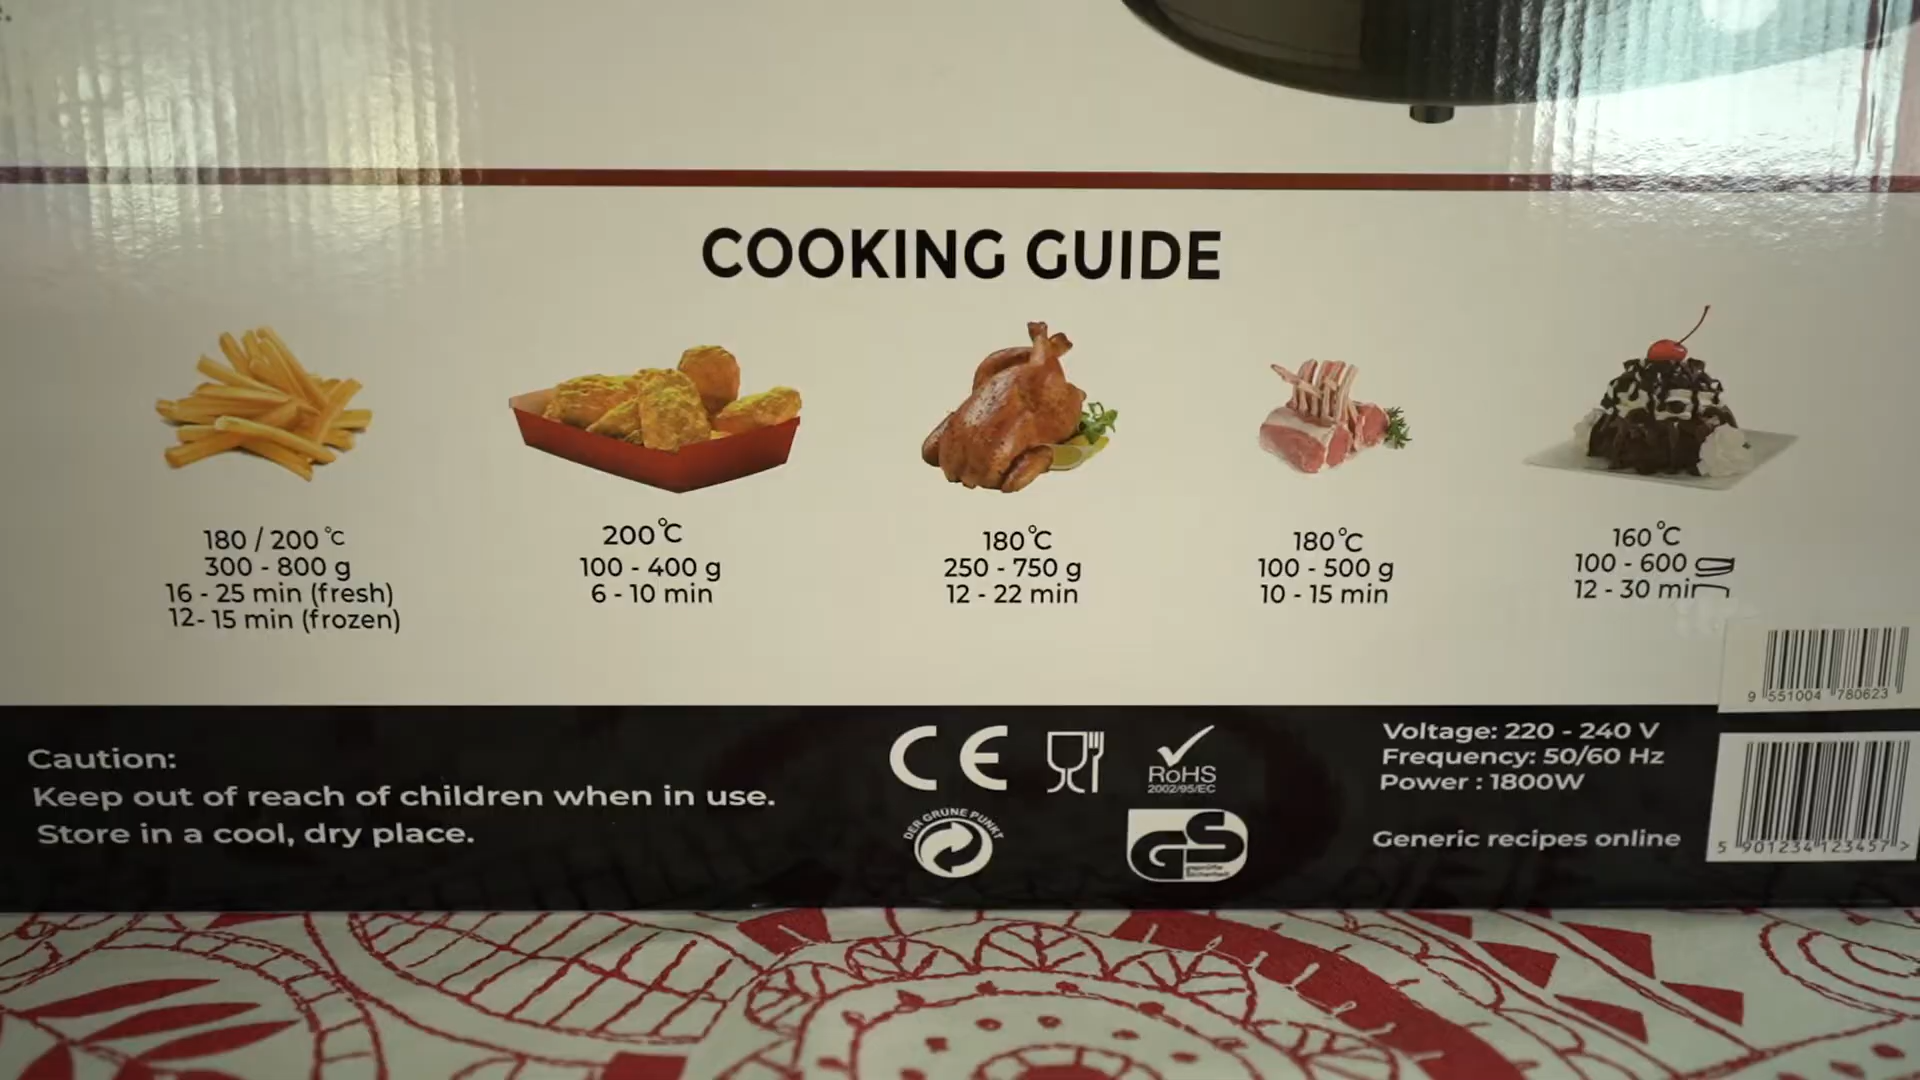 COOKING GUIDE
180 / 200 °C
300 - 800 g
16 - 25 min (fresh)
12- 15 min (frozen)
200 °C
100 - 400 g
6 - 10 min
180 °C
250 - 750 g
12 - 22 min
180 °C
100 - 500 g
10 - 15 min
160 °C
100 - 600
12 - 30
Caution:
Keep out of reach of children when in use.
Store in a cool, dry place.
CE
RoHS
2002/95/EC
DER GRÜNE PUNKT
GS
geprüfte
Sicherheit
Voltage: 220 - 240 V
Frequency: 50/60 Hz
Power : 1800W
Generic recipes online
9 551004 780623
5 901234 123457 >